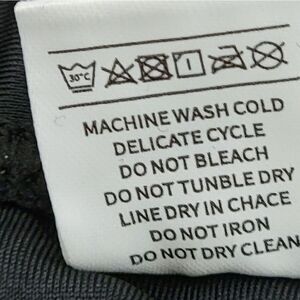 30°C
MACHINE WASH COLD
DELICATE CYCLE
DO NOT BLEACH
DO NOT TUMBLE DRY
LINE DRY IN CHACE
DO NOT IRON
DO NOT DRY CLEAN